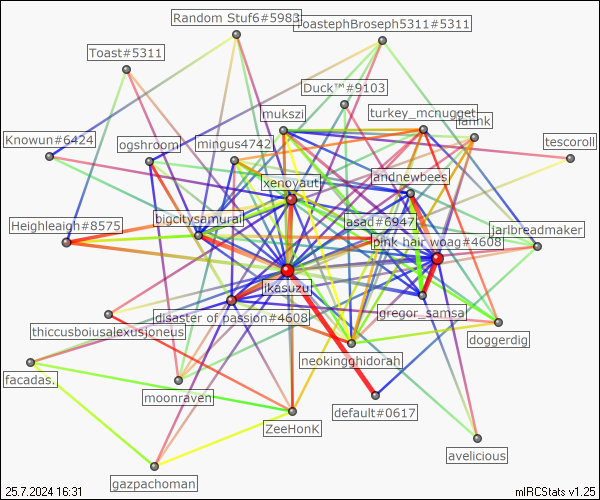 Random Stuf6#5983
ToastephBroseph5311#5311
Toast#5311
Duck™#9103
mukszi
turkey_mcnugget
iannk
Knowun#6424
ogshroom
mingus4742
tescoroll
xenoyaut
andnewbees
Heighleagh#8575
bigcitysamurai
asad#6947
jarlbreadmaker
pink hair woag#4608
ikasuzu
thiccusboiusalexusjoneus
disaster of passion#4608
gregor_samsa
doggerdig
neokingghidorah
facadas.
moonraven
default#0617
ZeeHonK
avelicious
gazpachoman
25.7.2024 16:31
mIRCStats v1.25